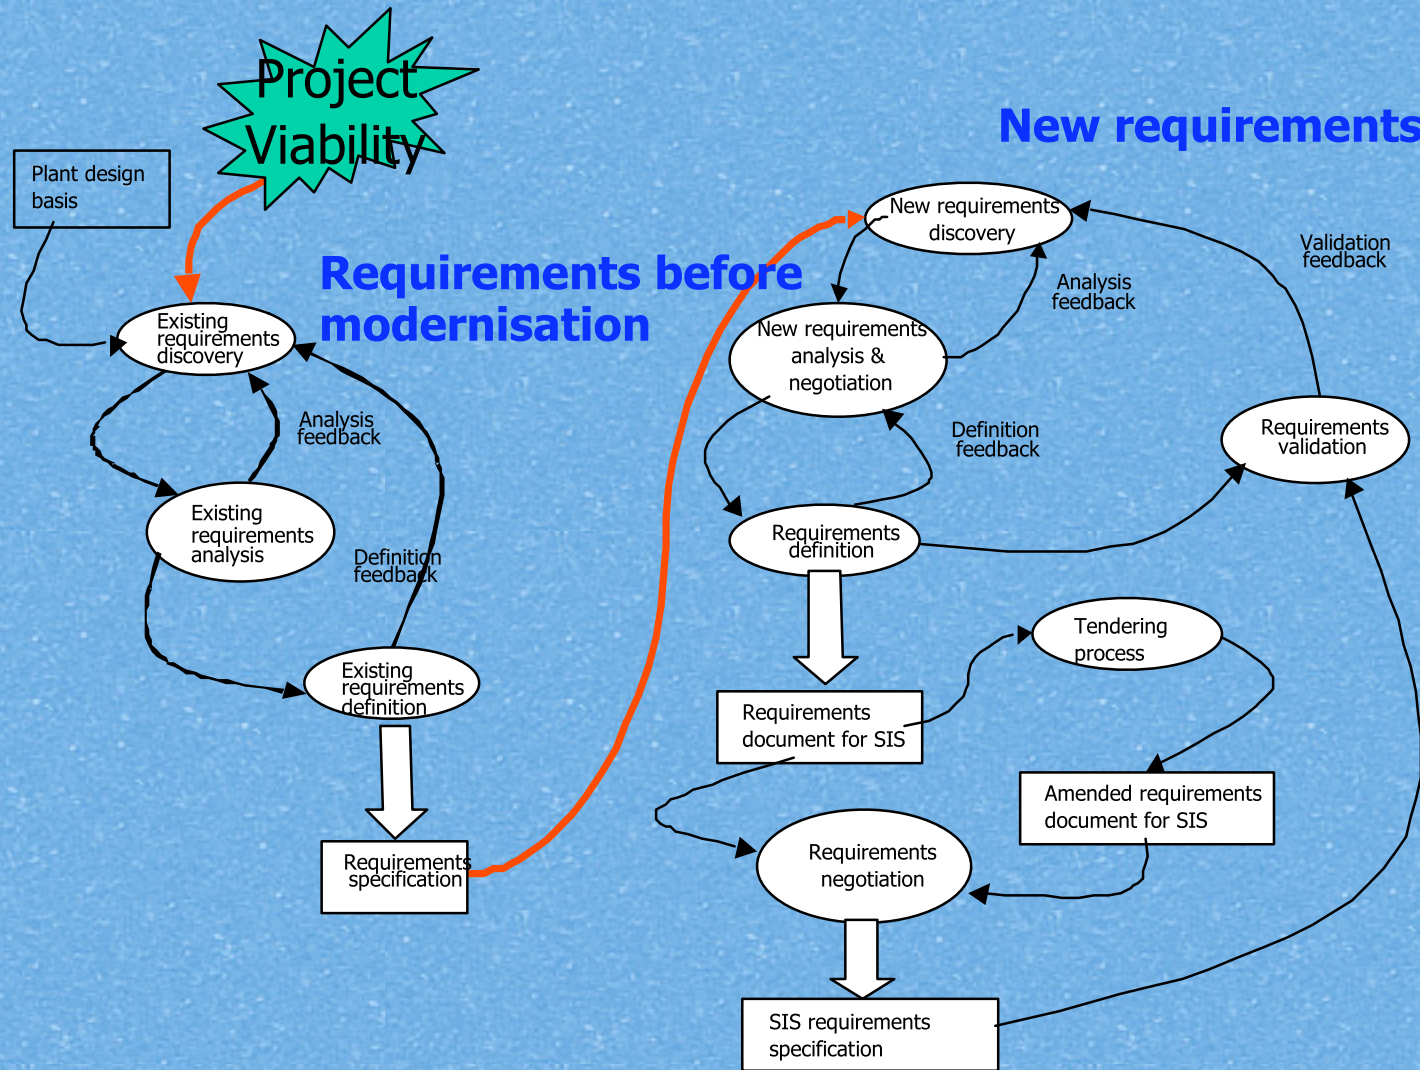 Project
Viability
New requirements
Plant design
basis
Requirements before
modernisation
Existing
requirements
discovery
Analysis
feedback
Existing
requirements
analysis
Definition
feedback
Existing
requirements
definition
Requirements
specification
New requirements
discovery
Validation
feedback
Analysis
feedback
New requirements
analysis &
negotiation
Definition
feedback
Requirements
validation
Requirements
definition
Tendering
process
Requirements
document for SIS
Amended requirements
document for SIS
Requirements
negotiation
SIS requirements
specification